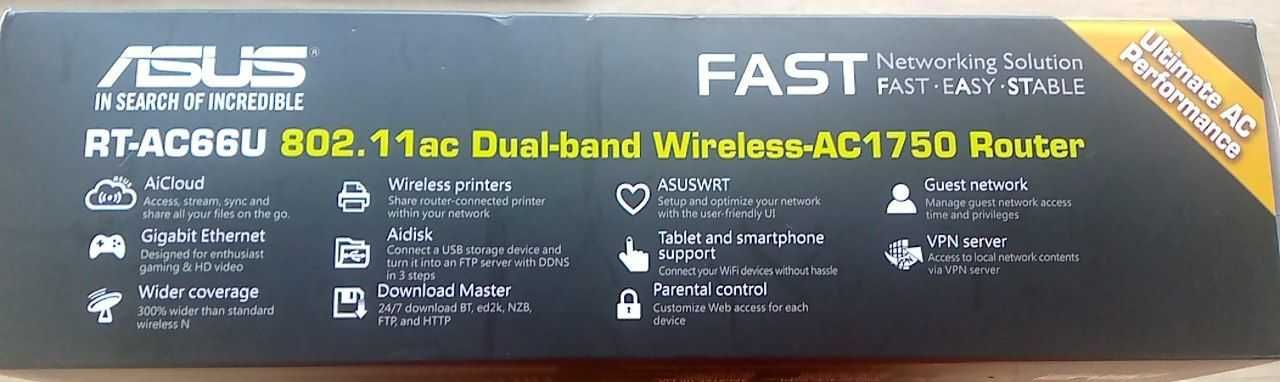 ASUS®
IN SEARCH OF INCREDIBLE
FAST Networking Solution
FAST · EASY · STABLE
Ultimate AC
Performance
RT-AC66U 802.11ac Dual-band Wireless-AC1750 Router
AiCloud
Access, stream, sync and
share all your files on the go.
Gigabit Ethernet
Designed for enthusiast
gaming & HD video
Wider coverage
300% wider than standard
wireless N
Wireless printers
Share router-connected printer
within your network
Aidisk
Connect a USB storage device and
turn it into an FTP server with DDNS
in 3 steps
Download Master
24/7 download BT, ed2k, NZB,
FTP, and HTTP
ASUSWRT
Setup and optimize your network
with the user-friendly UI
Tablet and smartphone
support
Connect your WiFi devices without hassle
Parental control
Customize Web access for each
device
Guest network
Manage guest network access
time and privileges
VPN server
Access to local network contents
via VPN server